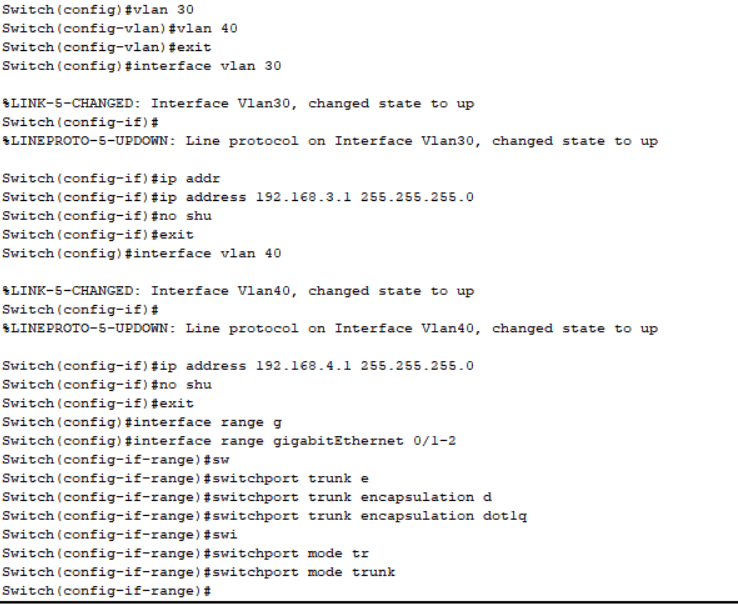 Switch(config)#vlan 30
Switch(config-vlan)#vlan 40
Switch(config-vlan)#exit
Switch(config)#interface vlan 30
%LINK-5-CHANGED: Interface Vlan30, changed state to up
Switch(config-if)#
%LINEPROTO-5-UPDOWN: Line protocol on Interface Vlan30, changed state to up
Switch(config-if)#ip addr
Switch(config-if)#ip address 192.168.3.1 255.255.255.0
Switch(config-if)#no shu
Switch(config-if)#exit
Switch(config)#interface vlan 40
%LINK-5-CHANGED: Interface Vlan40, changed state to up
Switch(config-if)#
%LINEPROTO-5-UPDOWN: Line protocol on Interface Vlan40, changed state to up
Switch(config-if)#ip address 192.168.4.1 255.255.255.0
Switch(config-if)#no shu
Switch(config-if)#exit
Switch(config)#interface range g
Switch(config)#interface range gigabitEthernet 0/1-2
Switch(config-if-range)#sw
Switch(config-if-range)#switchport trunk e
Switch(config-if-range)#switchport trunk encapsulation d
Switch(config-if-range)#switchport trunk encapsulation dot1q
Switch(config-if-range)#swi
Switch(config-if-range)#switchport mode tr
Switch(config-if-range)#switchport mode trunk
Switch(config-if-range)#